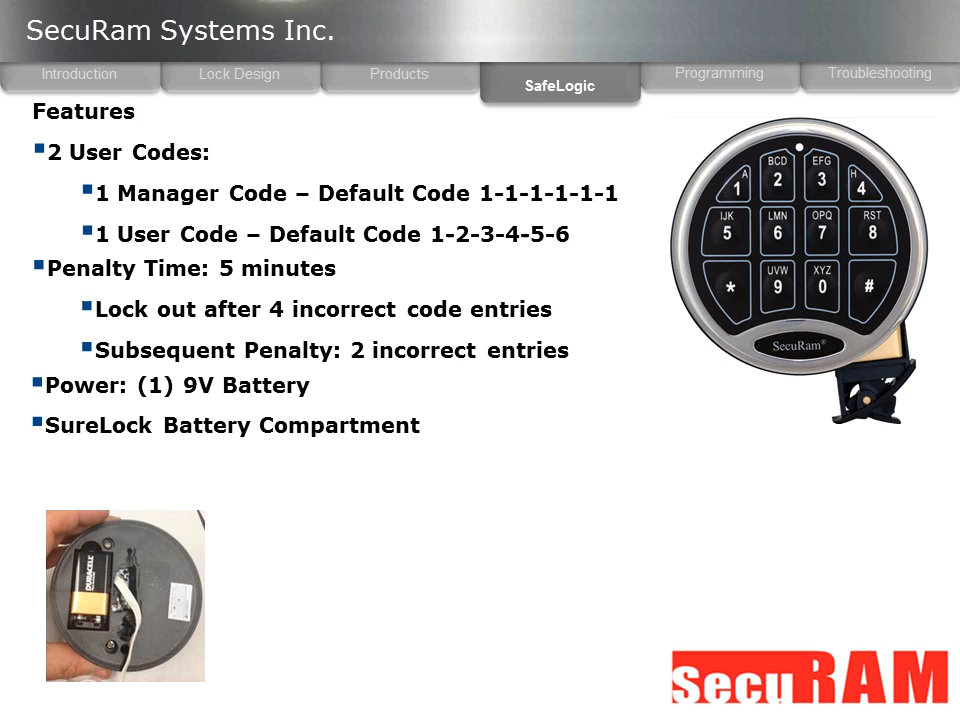 SecuRam Systems Inc.
Introduction
Lock Design
Products
SafeLogic
Programming
Troubleshooting
Features
2 User Codes:
1 Manager Code – Default Code 1-1-1-1-1-1
1 User Code – Default Code 1-2-3-4-5-6
Penalty Time: 5 minutes
Lock out after 4 incorrect code entries
Subsequent Penalty: 2 incorrect entries
Power: (1) 9V Battery
SureLock Battery Compartment
A
1
BCD
2
EFG
3
H
4
IJK
5
LMN
6
OPQ
7
RST
8
*
UVW
9
XYZ
0
#
SecuRam®
DURACELL
SecuRAM